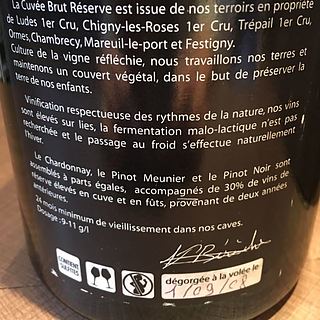 La Cuvée Brut Réserve est issue de nos terroirs en propriété
de Ludes 1er Cru, Chigny-les-Roses 1er Cru, Trépail 1er Cru,
Ormes, Chambrecy, Mareuil-le-port et Festigny.
Culture de la vigne réfléchie, nous travaillons nos terres et
maintenons un couvert végétal, dans le but de préserver la
terre de nos enfants.
Vinification respectueuse des rythmes de la nature, nos vins
sont élevés sur lies, la fermentation malo-lactique n'est pas
recherchée et le passage au froid s'effectue naturellement
l'hiver.
Le Chardonnay, le Pinot Meunier et le Pinot Noir sont
assemblés à parts égales, accompagnés de 30% de vins de
réserve élevés en cuve et en fûts, provenant de deux années
antérieures.
24 mois minimum de vieillissement dans nos caves.
Dosage : 9-11 g/l
CONTIENT
SULFITES
dégorgée à la volée le
1/09/08